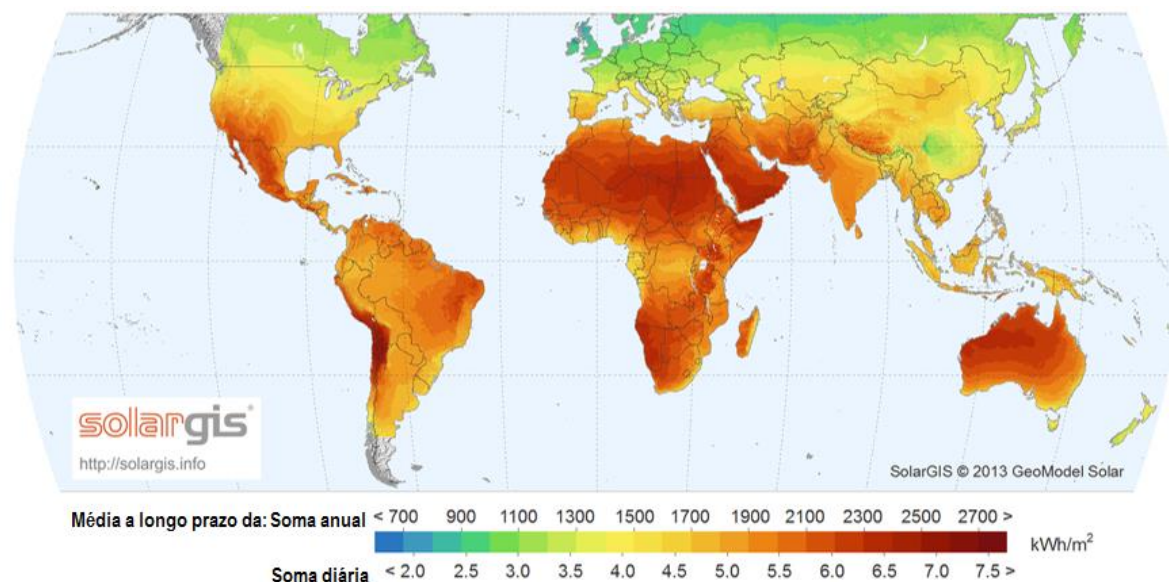 solargis
http://solargis.info
SolarGIS © 2013 GeoModel Solar
Média a longo prazo da: Soma anual < 700 900 1100 1300 1500 1700 1900 2100 2300 2500 2700 > kWh/m²
Soma diária < 2.0 2.5 3.0 3.5 4.0 4.5 5.0 5.5 6.0 6.5 7.0 7.5 >